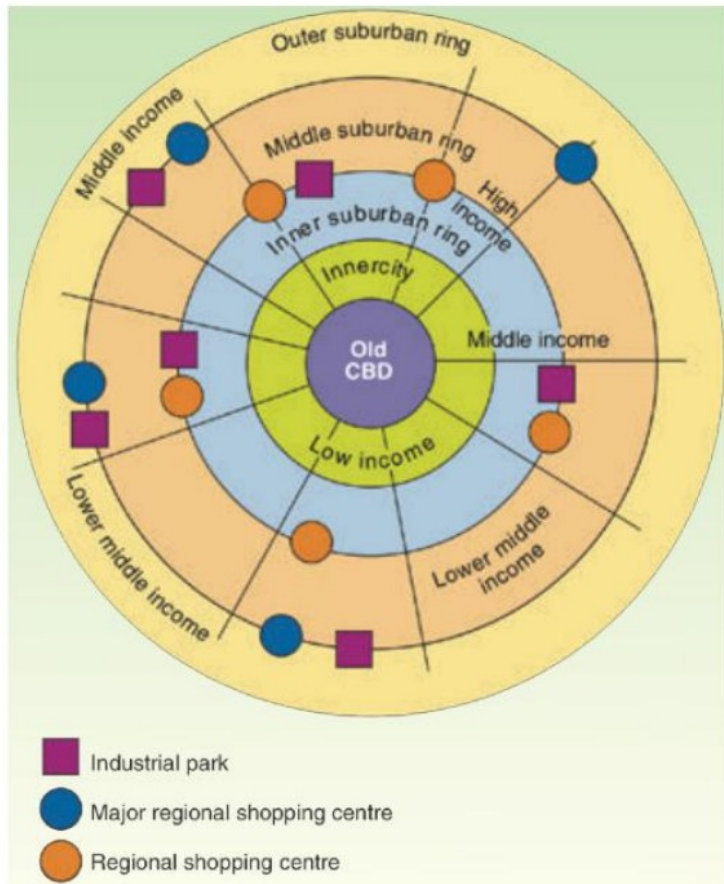 Outer suburban ring
Middle income
Middle suburban ring
High
income
Inner suburban ring
Innercity
Old
CBD
Middle income
Low income
Lower middle income
Lower middle
income
Industrial park
Major regional shopping centre
Regional shopping centre